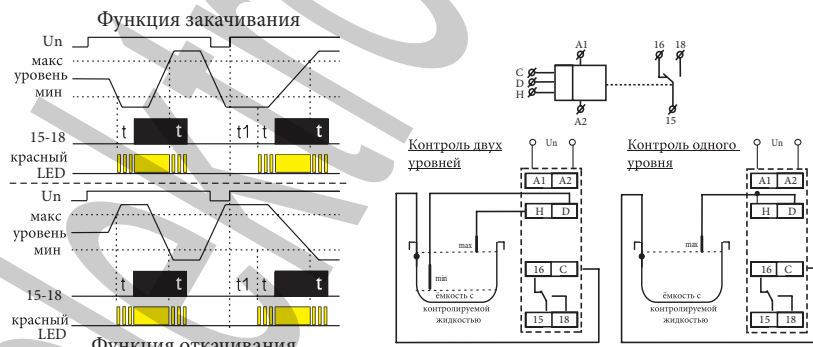 Функция закачивания
Un
макс
уровень
мин
t t t1 t t
15-18
красный
LED
Un
макс
уровень
мин
t t t1 t t
15-18
красный
LED
Функция откачивания
A1
16 18
C
D
H
A2
15
Контроль двух
уровней
Un
A1 A2
H D
max
min
16 C
ёмкость с
контролируемой
жидкостью
15 18
Контроль одного
уровня
Un
A1 A2
H D
max
16 C
ёмкость с
контролируемой
жидкостью
15 18